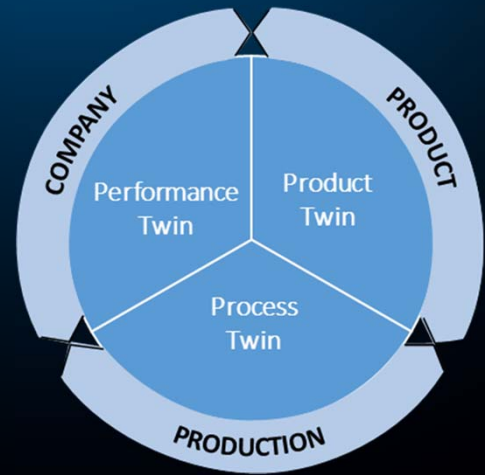 COMPANY
PRODUCT
Performance
Twin
Product
Twin
Process
Twin
PRODUCTION